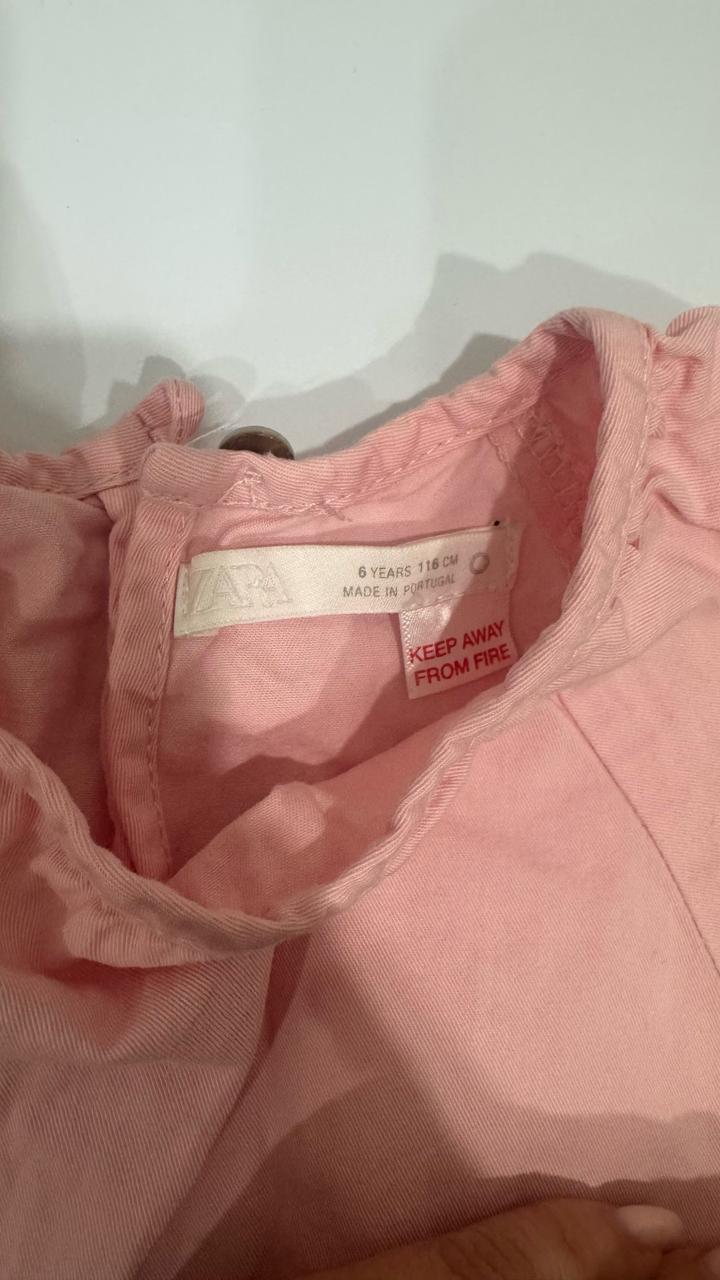 ZARA
6 YEARS 116 CM
MADE IN PORTUGAL
KEEP AWAY
FROM FIRE